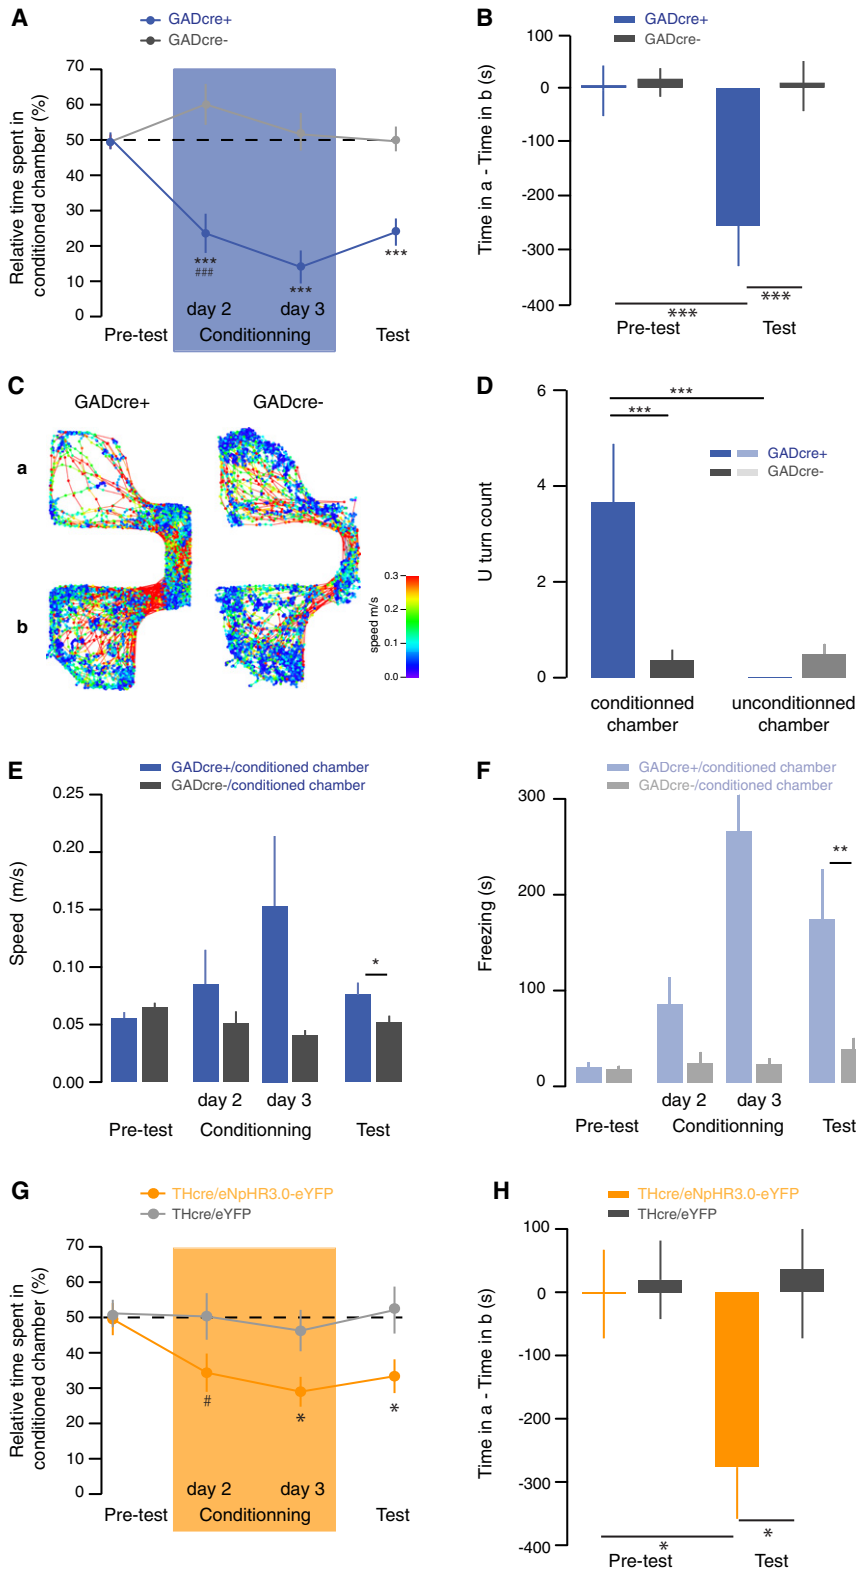 A
GADcre+
GADcre-
Relative time spent in
conditioned chamber (%)
70
60
50
40
30
20
10
0
***
###
***
***
day 2
day 3
Pre-test
Conditionning
Test
B
GADcre+
GADcre-
Time in a - Time in b (s)
100
0
-100
-200
-300
-400
***
***
Pre-test
Test
C
GADcre+
GADcre-
a
b
speed m/s
0.3
0.2
0.1
0.0
D
U turn count
6
4
2
0
***
***
GADcre+
GADcre-
conditionned
chamber
unconditionned
chamber
E
GADcre+/conditioned chamber
GADcre-/conditioned chamber
Speed (m/s)
0.25
0.20
0.15
0.10
0.05
0.00
*
day 2
day 3
Pre-test
Conditionning
Test
F
GADcre+/conditioned chamber
GADcre-/conditioned chamber
Freezing (s)
300
200
100
0
**
day 2
day 3
Pre-test
Conditionning
Test
G
THcre/eNpHR3.0-eYFP
THcre/eYFP
Relative time spent in
conditioned chamber (%)
70
60
50
40
30
20
10
0
#
*
*
day 2
day 3
Pre-test
Conditionning
Test
H
THcre/eNpHR3.0-eYFP
THcre/eYFP
Time in a - Time in b (s)
100
0
-100
-200
-300
-400
*
*
Pre-test
Test